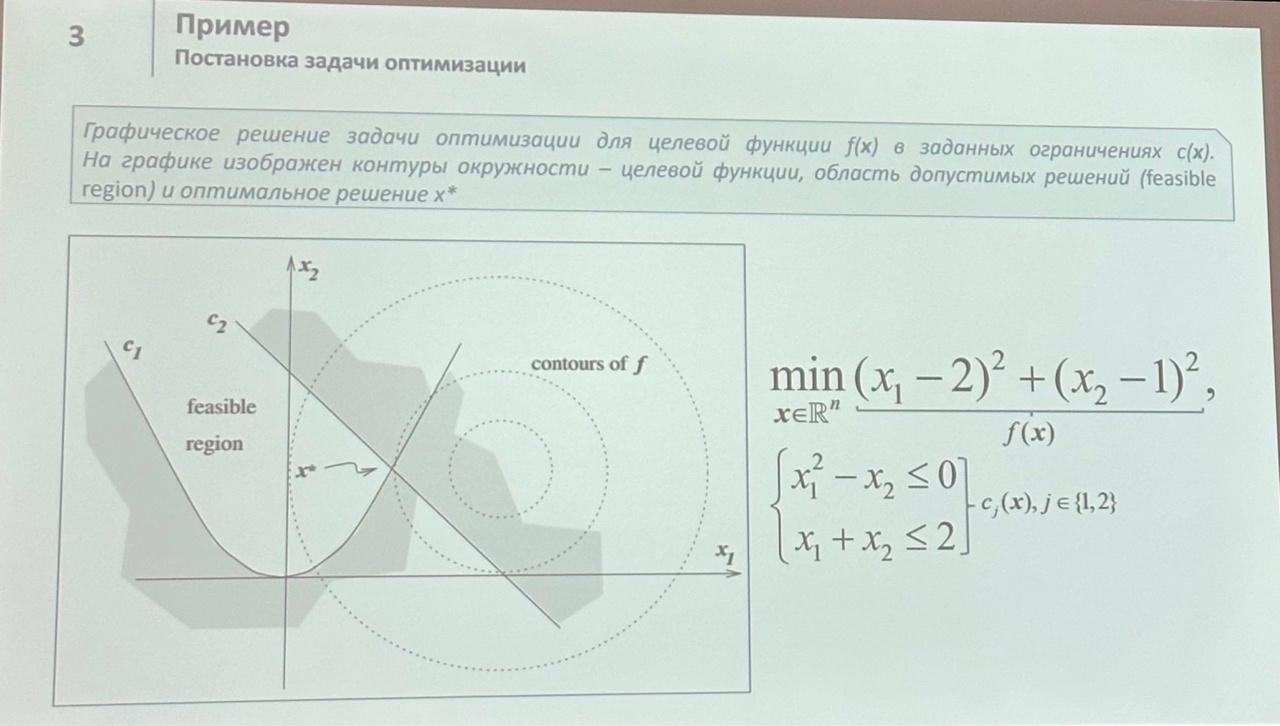 3
Пример
Постановка задачи оптимизации
Графическое решение задачи оптимизации для целевой функции f(x) в заданных ограничениях c(x).
На графике изображен контуры окружности – целевой функции, область допустимых решений (feasible
region) и оптимальное решение x*
x₂
c₂
c₁
contours of f
feasible
region
x*
x₁
min (x₁ − 2)² + (x₂ − 1)²,
x∈ℝⁿ
f(x)
x₁² − x₂ ≤ 0
x₁ + x₂ ≤ 2
cⱼ(x), j ∈ {1,2}